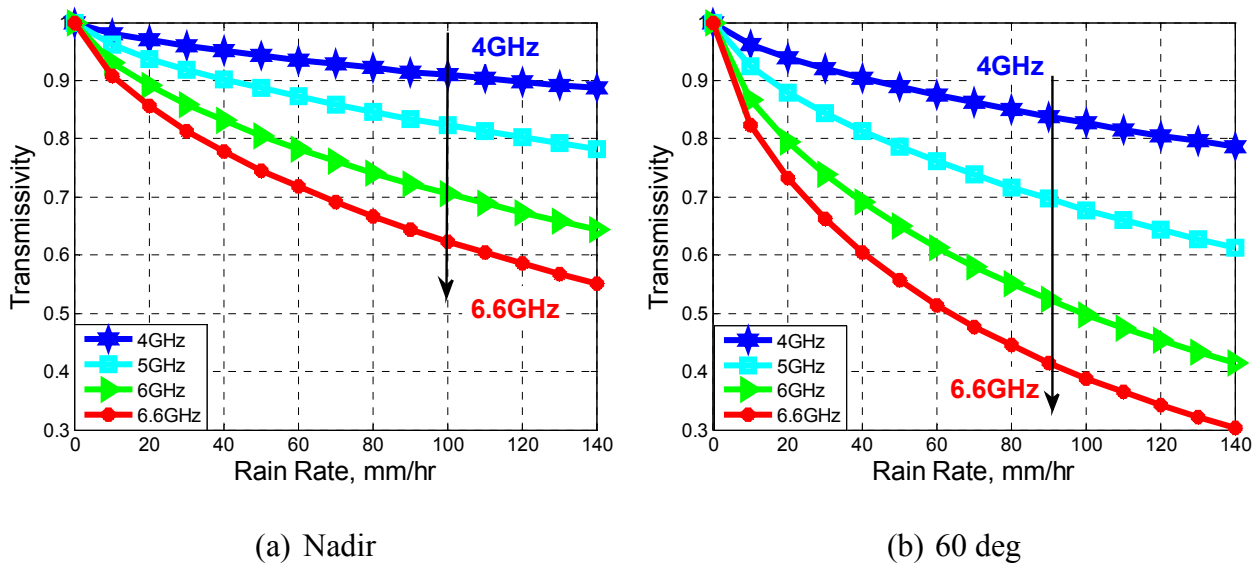 1
0.9
0.8
0.7
0.6
0.5
0.4
0.3
Transmissivity
0 20 40 60 80 100 120 140
Rain Rate, mm/hr
4GHz
6.6GHz
4GHz
5GHz
6GHz
6.6GHz
(a) Nadir
1
0.9
0.8
0.7
0.6
0.5
0.4
0.3
Transmissivity
0 20 40 60 80 100 120 140
Rain Rate, mm/hr
4GHz
6.6GHz
4GHz
5GHz
6GHz
6.6GHz
(b) 60 deg